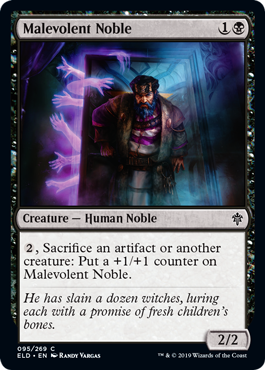 Malevolent Noble 1
Creature — Human Noble
2, Sacrifice an artifact or another
creature: Put a +1/+1 counter on
Malevolent Noble.
He has slain a dozen witches, luring
each with a promise of fresh children's
bones.
2/2
095/269 C
ELD • EN Randy Vargas ™ & © 2019 Wizards of the Coast